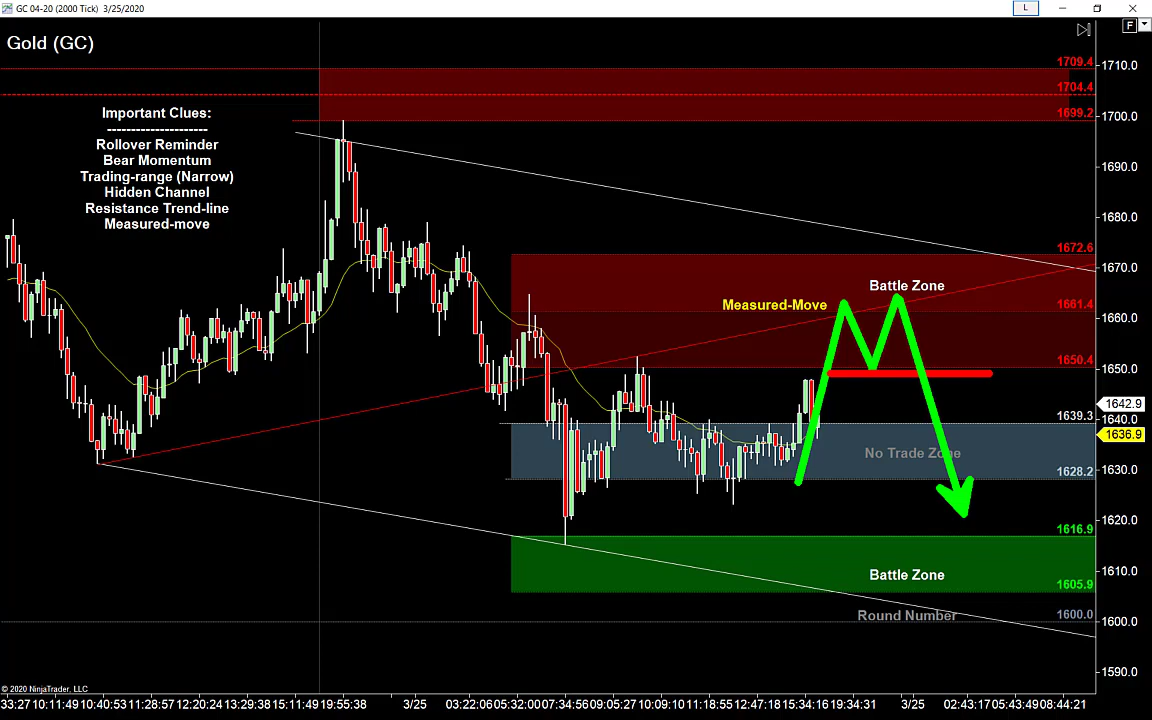 GC 04-20 (2000 Tick) 3/25/2020
L
F
Gold (GC)
Important Clues:
----------------------
Rollover Reminder
Bear Momentum
Trading-range (Narrow)
Hidden Channel
Resistance Trend-line
Measured-move
1709.4
1704.4
1699.2
1672.6
Battle Zone
Measured-Move
1661.4
1650.4
1639.3
No Trade Zone
1628.2
1616.9
Battle Zone
1605.9
Round Number
1600.0
1710.0
1700.0
1690.0
1680.0
1670.0
1660.0
1650.0
1642.9
1640.0
1636.9
1630.0
1620.0
1610.0
1600.0
1590.0
© 2020 NinjaTrader, LLC
33:27 10:11:49 10:40:53 11:28:57 12:20:24 13:29:38 15:11:49 19:55:38 3/25 03:22:06 05:32:00 07:34:56 09:05:27 10:09:10 11:18:55 12:47:18 15:34:16 19:34:31 3/25 02:43:17 05:43:49 08:44:21